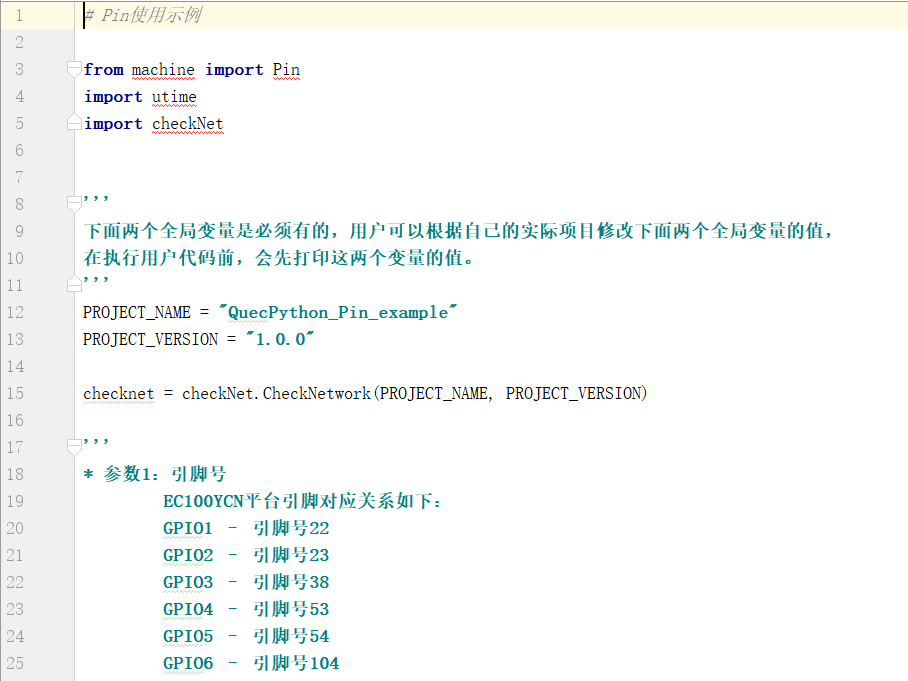 1 # Pin使用示例
2
3 from machine import Pin
4 import utime
5 import checkNet
6
7
8 '''
9 下面两个全局变量是必须有的，用户可以根据自己的实际项目修改下面两个全局变量的值，
10 在执行用户代码前，会先打印这两个变量的值。
11 '''
12 PROJECT_NAME = "QuecPython_Pin_example"
13 PROJECT_VERSION = "1.0.0"
14
15 checknet = checkNet.CheckNetwork(PROJECT_NAME, PROJECT_VERSION)
16
17 '''
18 * 参数1：引脚号
19 EC100YCN平台引脚对应关系如下：
20 GPIO1 – 引脚号22
21 GPIO2 – 引脚号23
22 GPIO3 – 引脚号38
23 GPIO4 – 引脚号53
24 GPIO5 – 引脚号54
25 GPIO6 – 引脚号104